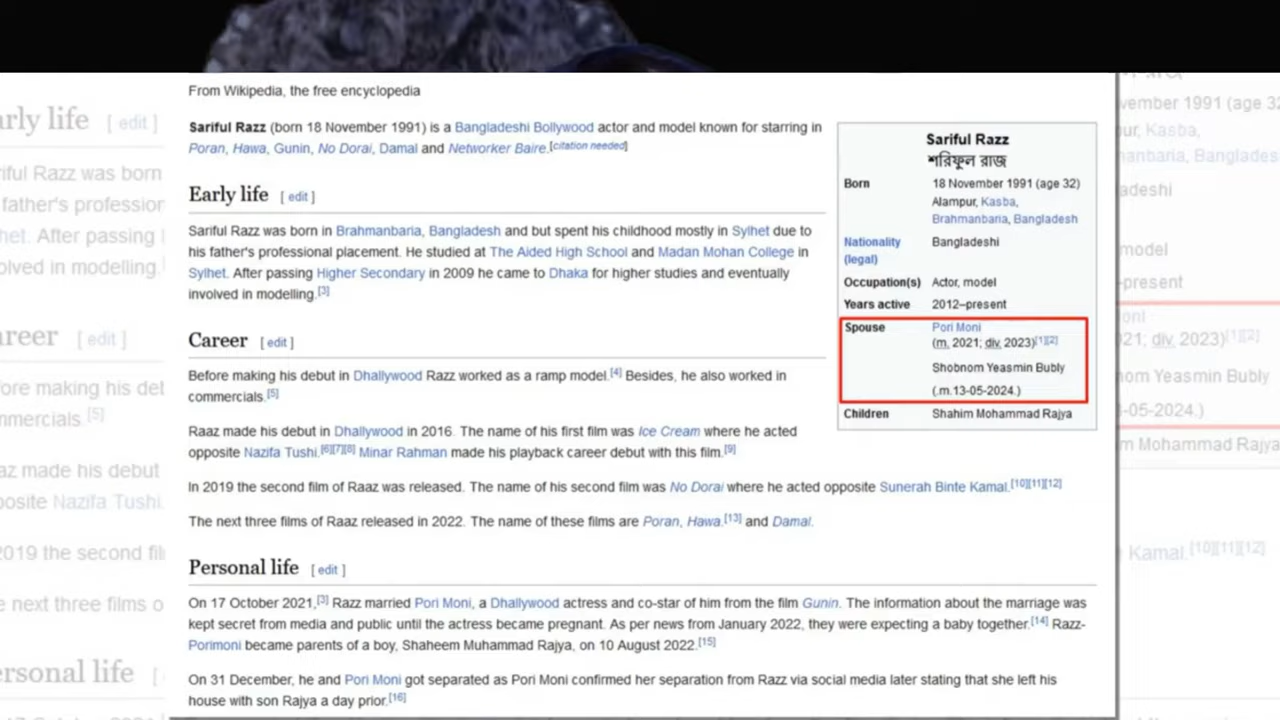 From Wikipedia, the free encyclopedia
Sariful Razz (born 18 November 1991) is a Bangladeshi Bollywood actor and model known for starring in
Poran, Hawa, Gunin, No Dorai, Damal and Networker Baire.[citation needed]
Early life [ edit ]
Sariful Razz was born in Brahmanbaria, Bangladesh and but spent his childhood mostly in Sylhet due to
his father's professional placement. He studied at The Aided High School and Madan Mohan College in
Sylhet. After passing Higher Secondary in 2009 he came to Dhaka for higher studies and eventually
involved in modelling.[3]
Career [ edit ]
Before making his debut in Dhallywood Razz worked as a ramp model.[4] Besides, he also worked in
commercials.[5]
Raaz made his debut in Dhallywood in 2016. The name of his first film was Ice Cream where he acted
opposite Nazifa Tushi.[6][7][8] Minar Rahman made his playback career debut with this film.[9]
In 2019 the second film of Raaz was released. The name of his second film was No Dorai where he acted opposite Sunerah Binte Kamal.[10][11][12]
The next three films of Raaz released in 2022. The name of these films are Poran, Hawa.[13] and Damal.
Personal life [ edit ]
On 17 October 2021,[3] Razz married Pori Moni, a Dhallywood actress and co-star of him from the film Gunin. The information about the marriage was
kept secret from media and public until the actress became pregnant. As per news from January 2022, they were expecting a baby together.[14] Razz-
Porimoni became parents of a boy, Shaheem Muhammad Rajya, on 10 August 2022.[15]
On 31 December, he and Pori Moni got separated as Pori Moni confirmed her separation from Razz via social media later stating that she left his
house with son Rajya a day prior.[16]
Sariful Razz
শরিফুল রাজ
Born 18 November 1991 (age 32)
Alampur, Kasba,
Brahmanbaria, Bangladesh
Nationality Bangladeshi
(legal)
Occupation(s) Actor, model
Years active 2012–present
Spouse Pori Moni
(m. 2021; div. 2023)[1][2]
Shobnom Yeasmin Bubly
(.m.13-05-2024.)
Children Shahim Mohammad Rajya